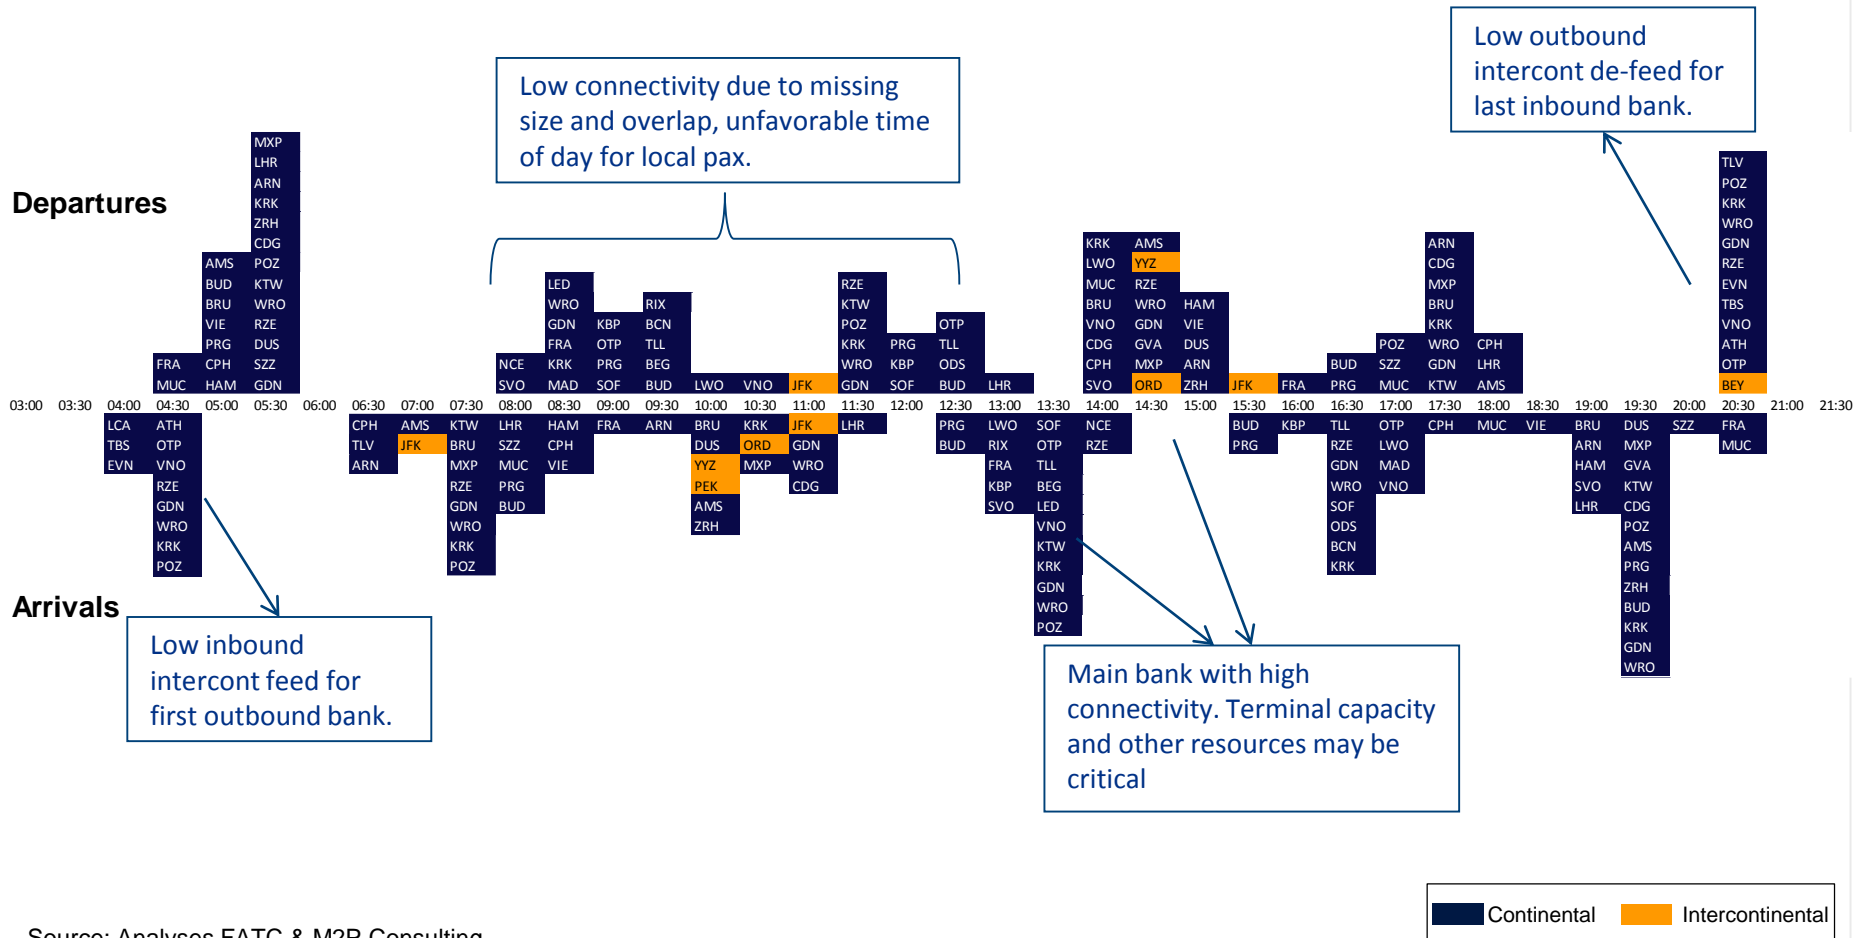 Low outbound
intercont de-feed for
last inbound bank.
Low connectivity due to missing
size and overlap, unfavorable time
of day for local pax.
Departures
MXP
LHR TLV
ARN POZ
KRK KRK
ZRH WRO
CDG KRK AMS ARN GDN
AMS POZ LWO YYZ CDG RZE
BUD KTW LED RZE MUC RZE MXP EVN
BRU WRO WRO RIX KTW BRU WRO HAM BRU TBS
VIE RZE GDN KBP BCN POZ OTP VNO GDN VIE KRK VNO
PRG DUS FRA OTP TLL KRK PRG TLL CDG GVA DUS POZ WRO CPH ATH
FRA CPH SZZ NCE KRK PRG BEG WRO KBP ODS CPH MXP ARN BUD SZZ GDN LHR OTP
MUC HAM GDN SVO MAD SOF BUD LWO VNO JFK GDN SOF BUD LHR SVO ORD ZRH JFK FRA PRG MUC KTW AMS BEY
03:00 03:30 04:00 04:30 05:00 05:30 06:00 06:30 07:00 07:30 08:00 08:30 09:00 09:30 10:00 10:30 11:00 11:30 12:00 12:30 13:00 13:30 14:00 14:30 15:00 15:30 16:00 16:30 17:00 17:30 18:00 18:30 19:00 19:30 20:00 20:30 21:00 21:30
LCA ATH CPH AMS KTW LHR HAM FRA ARN BRU KRK JFK LHR PRG LWO SOF NCE BUD KBP TLL OTP CPH MUC VIE BRU DUS SZZ FRA
TBS OTP TLV JFK BRU SZZ CPH DUS ORD GDN BUD RIX OTP RZE PRG RZE LWO ARN MXP MUC
EVN VNO ARN MXP MUC VIE YYZ MXP WRO FRA TLL GDN MAD HAM GVA
RZE RZE PRG PEK CDG KBP BEG WRO VNO SVO KTW
GDN GDN BUD AMS SVO LED SOF LHR CDG
WRO WRO ZRH VNO ODS POZ
KRK KRK KTW BCN AMS
POZ POZ KRK KRK PRG
GDN ZRH
WRO BUD
POZ KRK
GDN
WRO
Arrivals
Low inbound
intercont feed for
first outbound bank.
Main bank with high
connectivity. Terminal capacity
and other resources may be
critical
Continental Intercontinental
Source: Analyses & M2P Consulting